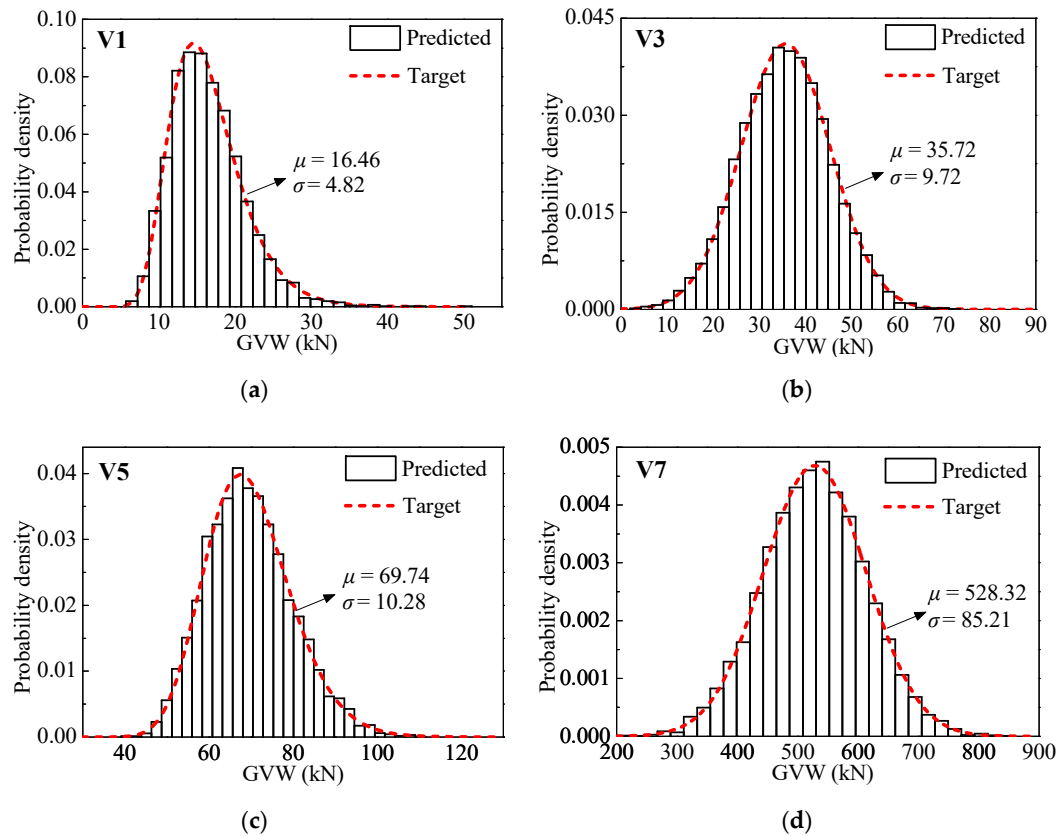 V1
Predicted
Target
μ = 16.46
σ = 4.82
Probability density
0.10
0.08
0.06
0.04
0.02
0.00
0 10 20 30 40 50
GVW (kN)
(a)
V3
Predicted
Target
μ = 35.72
σ = 9.72
Probability density
0.045
0.030
0.015
0.000
0 10 20 30 40 50 60 70 80 90
GVW (kN)
(b)
V5
Predicted
Target
μ = 69.74
σ = 10.28
Probability density
0.04
0.03
0.02
0.01
0.00
40 60 80 100 120
GVW (kN)
(c)
V7
Predicted
Target
μ = 528.32
σ = 85.21
Probability density
0.005
0.004
0.003
0.002
0.001
0.000
200 300 400 500 600 700 800 900
GVW (kN)
(d)